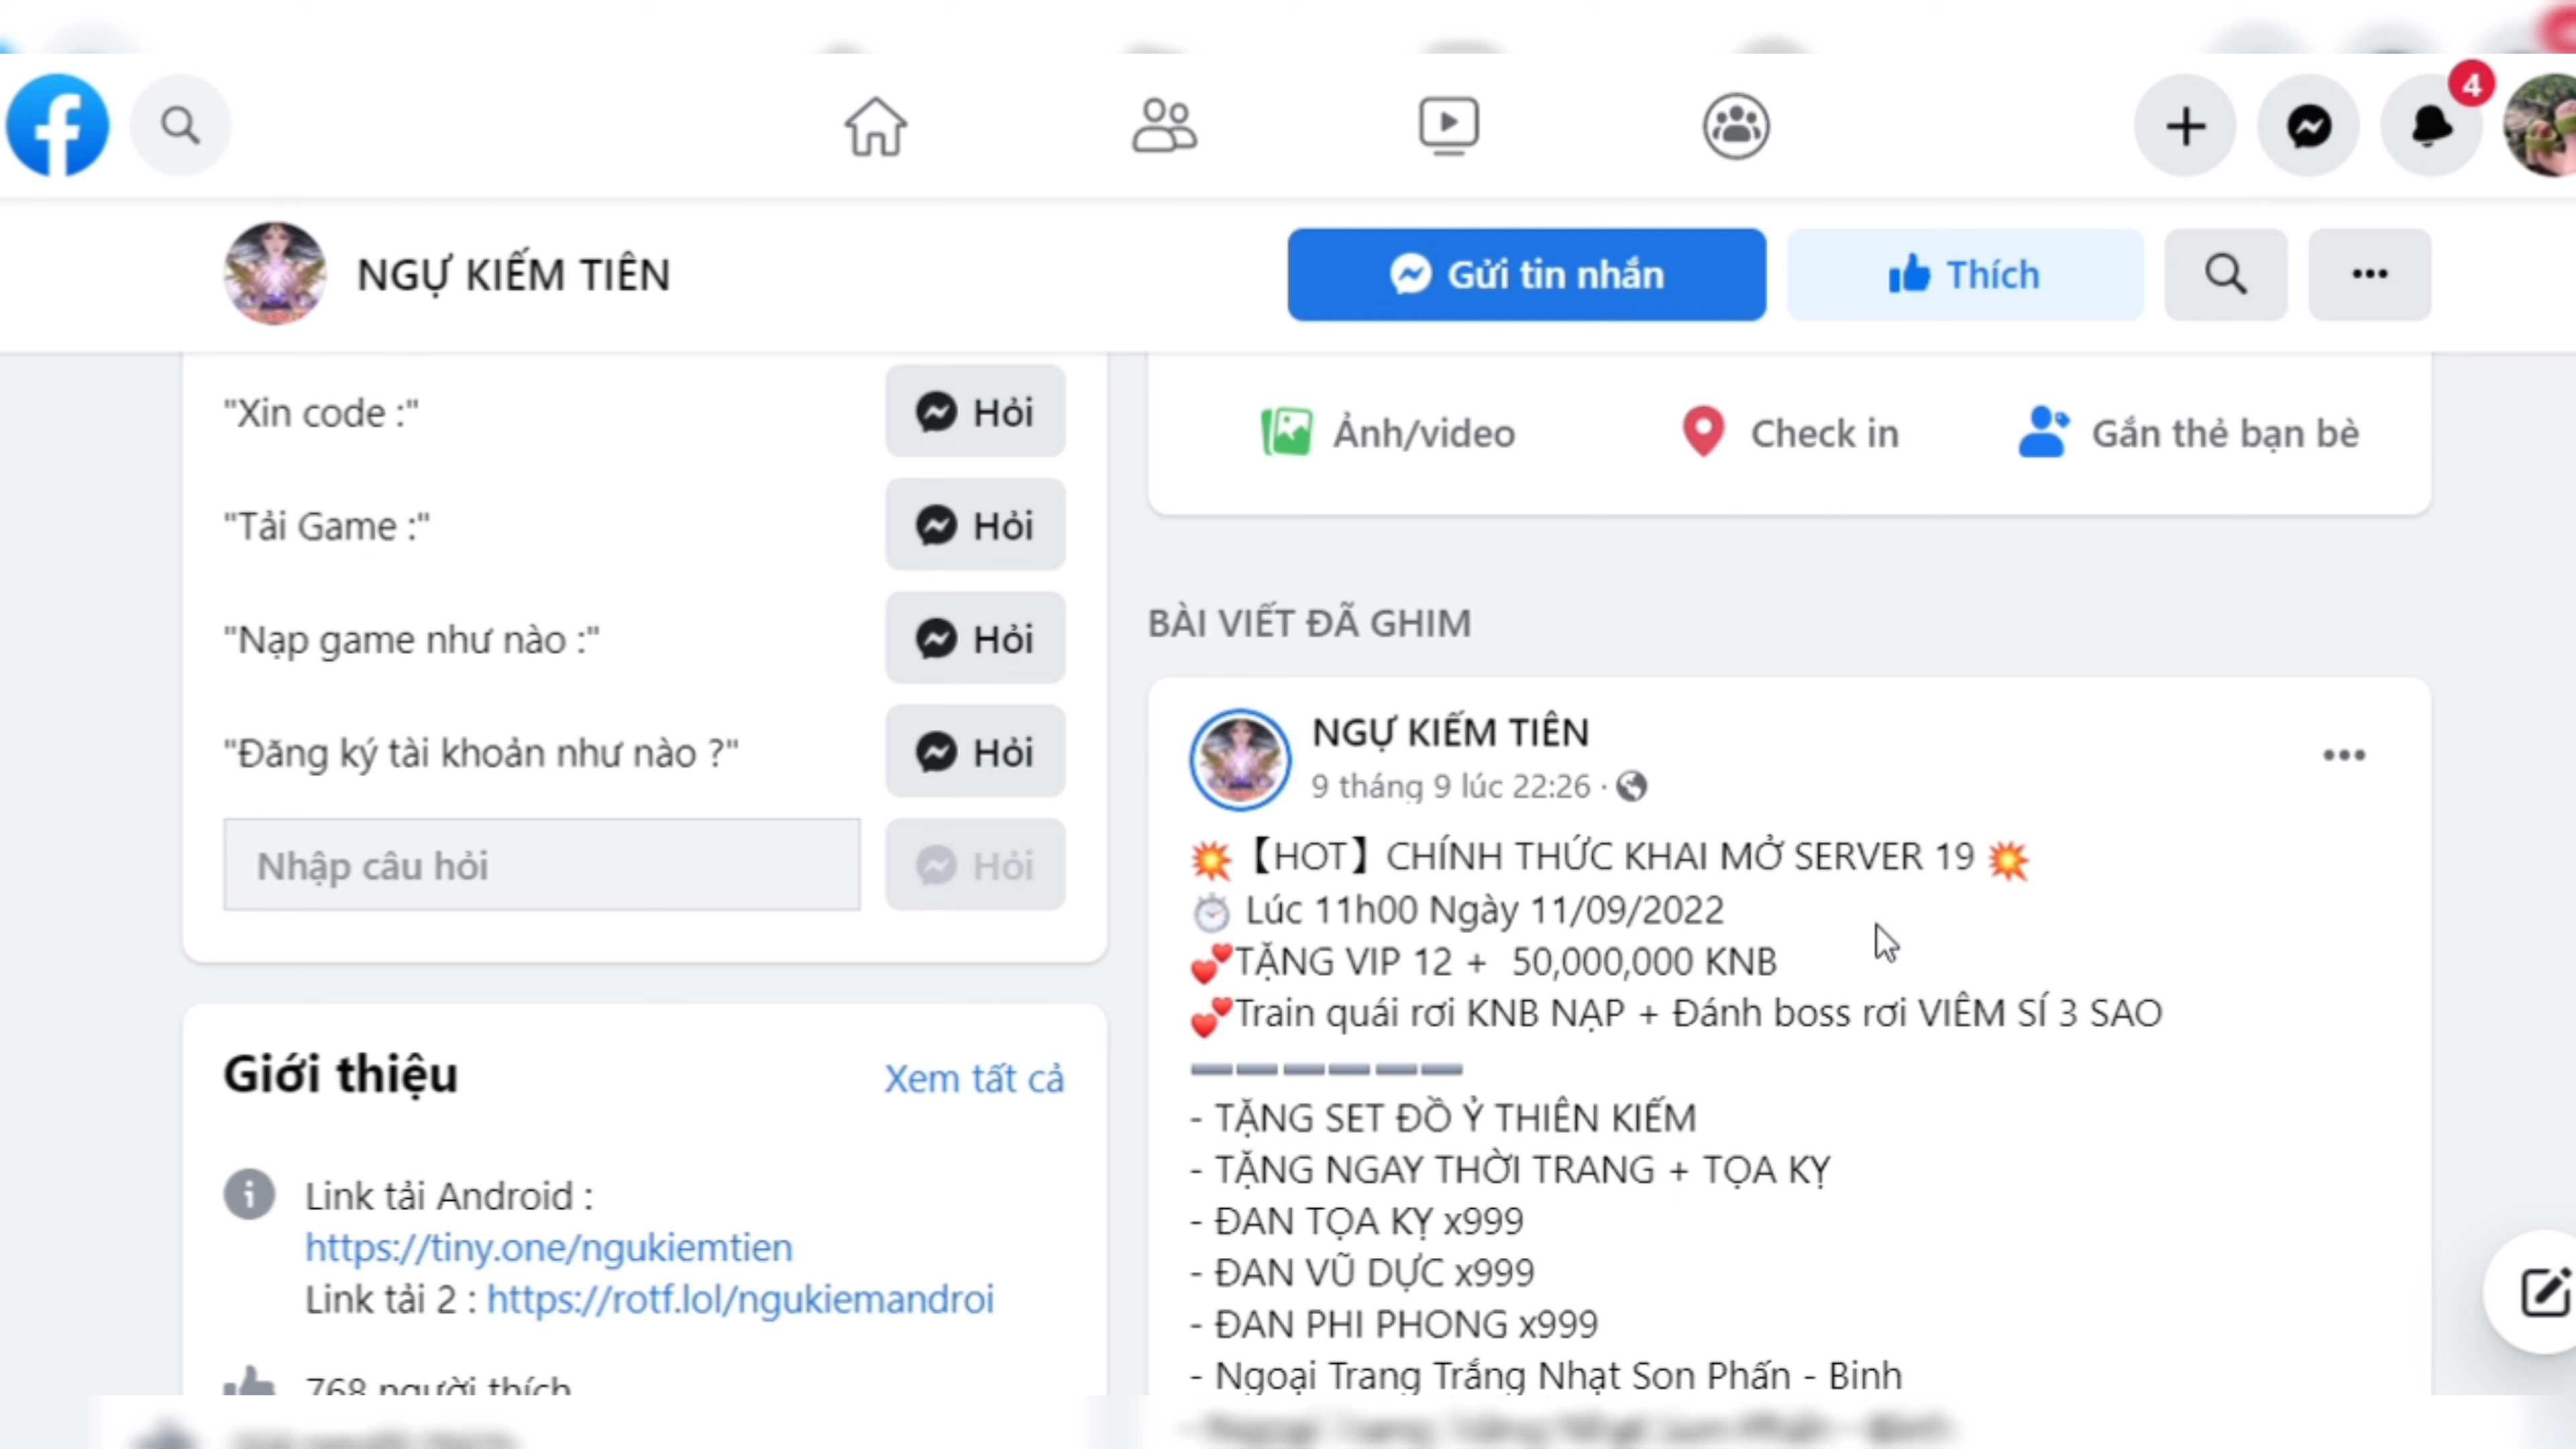 4
NGỰ KIẾM TIÊN
Gửi tin nhắn
Thích
"Xin code :"
Hỏi
"Tải Game :"
Hỏi
"Nạp game như nào :"
Hỏi
"Đăng ký tài khoản như nào ?"
Hỏi
Nhập câu hỏi
Hỏi
Giới thiệu
Xem tất cả
Link tải Android :
https://tiny.one/ngukiemtien
Link tải 2 : https://rotf.lol/ngukiemandroi
768 người thích
Ảnh/video
Check in
Gắn thẻ bạn bè
BÀI VIẾT ĐÃ GHIM
NGỰ KIẾM TIÊN
9 tháng 9 lúc 22:26 ·
💥【HOT】CHÍNH THỨC KHAI MỞ SERVER 19 💥
⏱ Lúc 11h00 Ngày 11/09/2022
💕TẶNG VIP 12 + 50,000,000 KNB
💕Train quái rơi KNB NẠP + Đánh boss rơi VIÊM SÍ 3 SAO
➖➖➖➖➖➖
- TẶNG SET ĐỒ Ỷ THIÊN KIẾM
- TẶNG NGAY THỜI TRANG + TỌA KỴ
- ĐAN TỌA KỴ x999
- ĐAN VŨ DỰC x999
- ĐAN PHI PHONG x999
- Ngoại Trang Trắng Nhạt Son Phấn - Binh